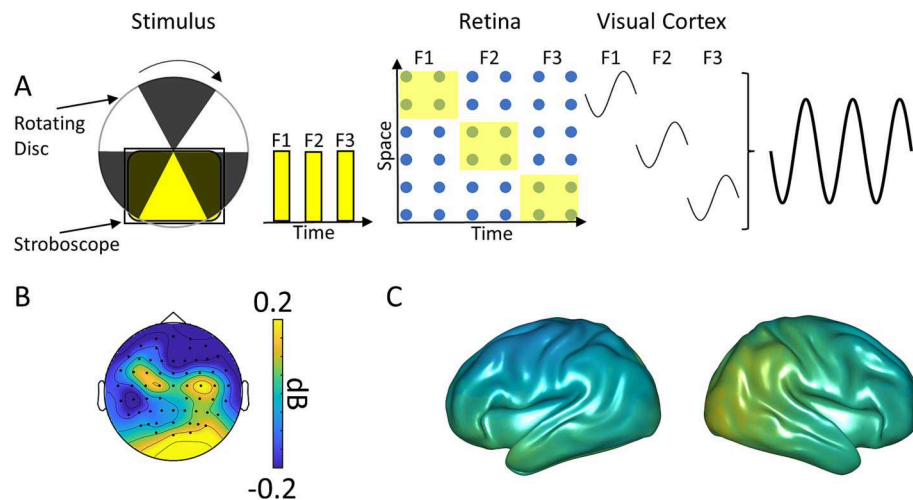 Stimulus
Retina
Visual Cortex
A
Rotating
Disc
Stroboscope
F1
F2
F3
Time
F1
F2
F3
Space
Time
F1
F2
F3
B
0.2
dB
-0.2
C